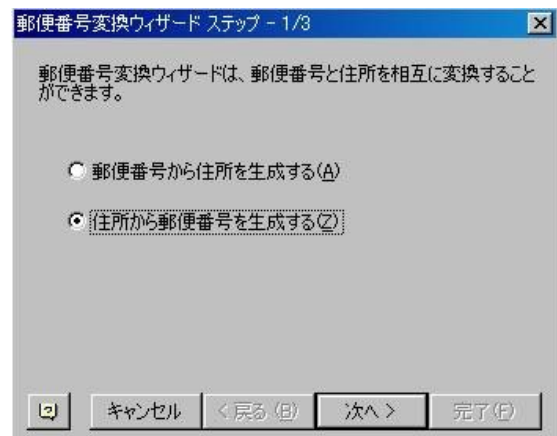 郵便番号変換ウィザード ステップ - 1/3
郵便番号変換ウィザードは、郵便番号と住所を相互に変換すること
ができます。
郵便番号から住所を生成する(A)
住所から郵便番号を生成する(Z)
キャンセル < 戻る (B) 次へ > 完了(F)